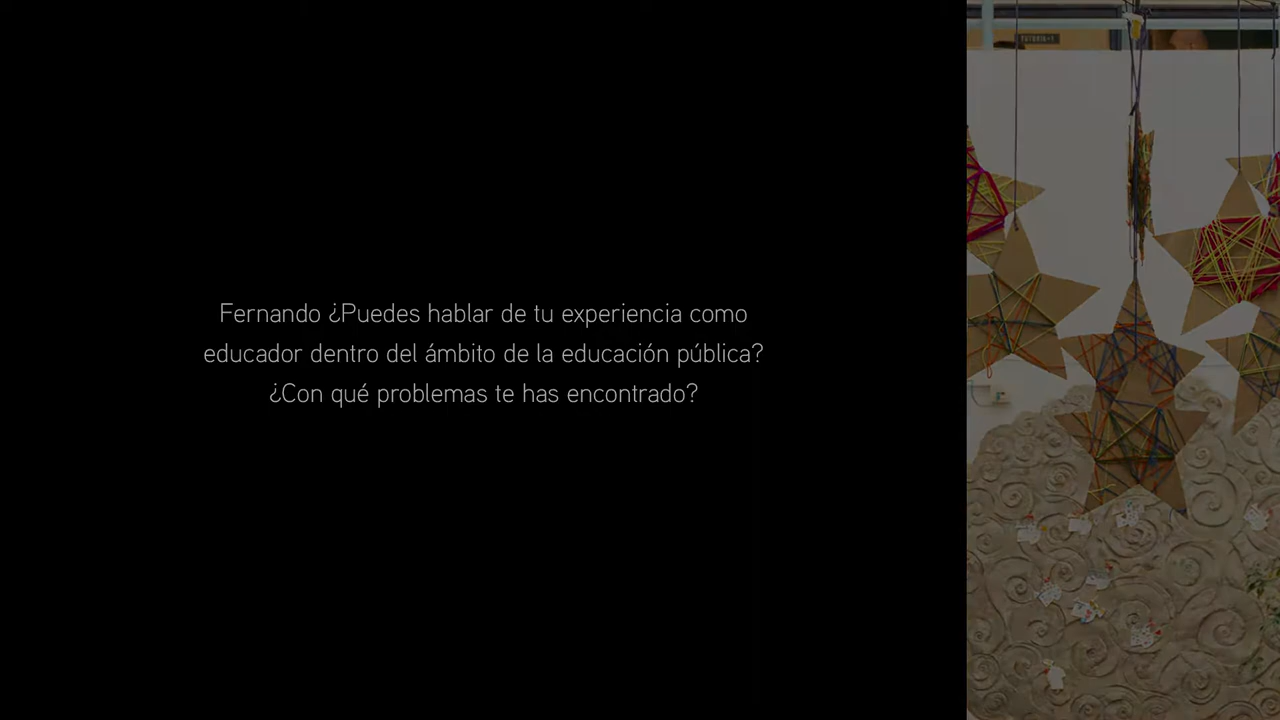 Fernando ¿Puedes hablar de tu experiencia como
educador dentro del ámbito de la educación pública?
¿Con qué problemas te has encontrado?